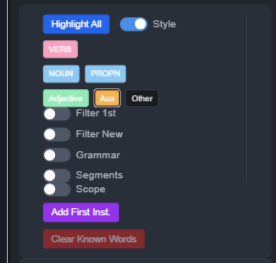 Highlight All Style
VERB
NOUN PROPN
Adjective Aux Other
Filter 1st
Filter New
Grammar
Segments
Scope
Add First Inst.
Clear Known Words